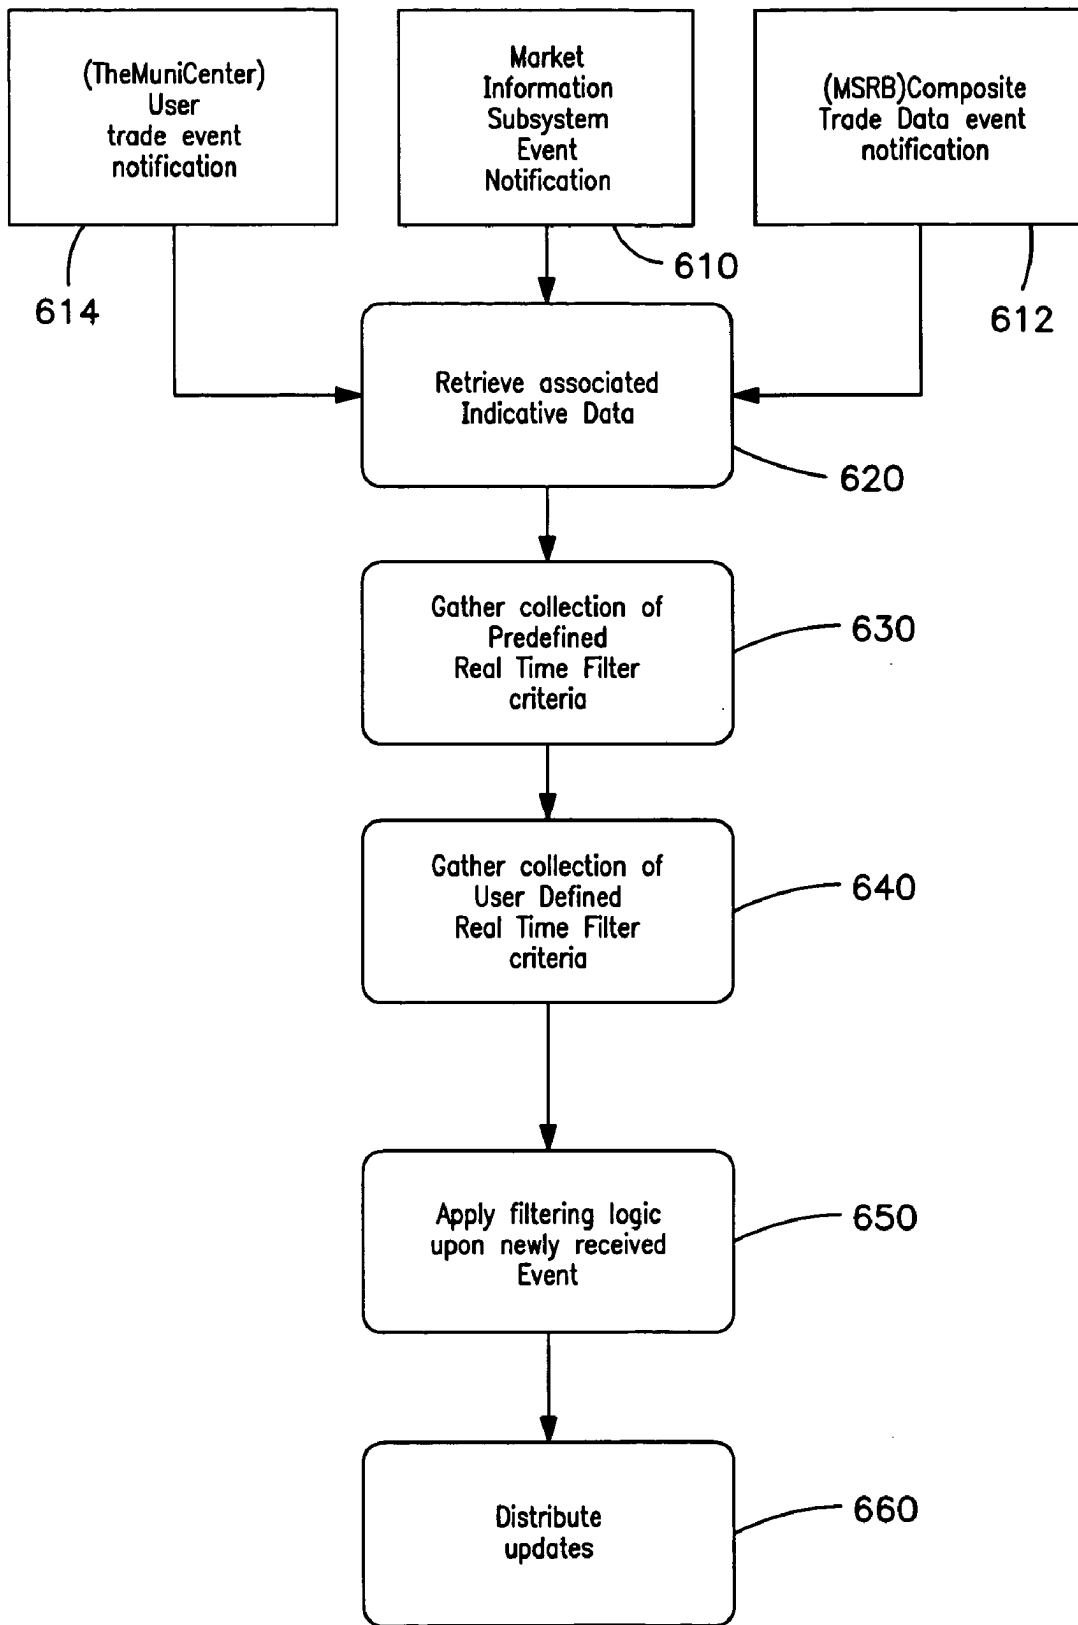 (TheMuniCenter)
User
trade event
notification
Market
Information
Subsystem
Event
Notification
(MSRB)Composite
Trade Data event
notification
614
610
612
Retrieve associated
Indicative Data
620
Gather collection of
Predefined
Real Time Filter
criteria
630
Gather collection of
User Defined
Real Time Filter
criteria
640
Apply filtering logic
upon newly received
Event
650
Distribute
updates
660